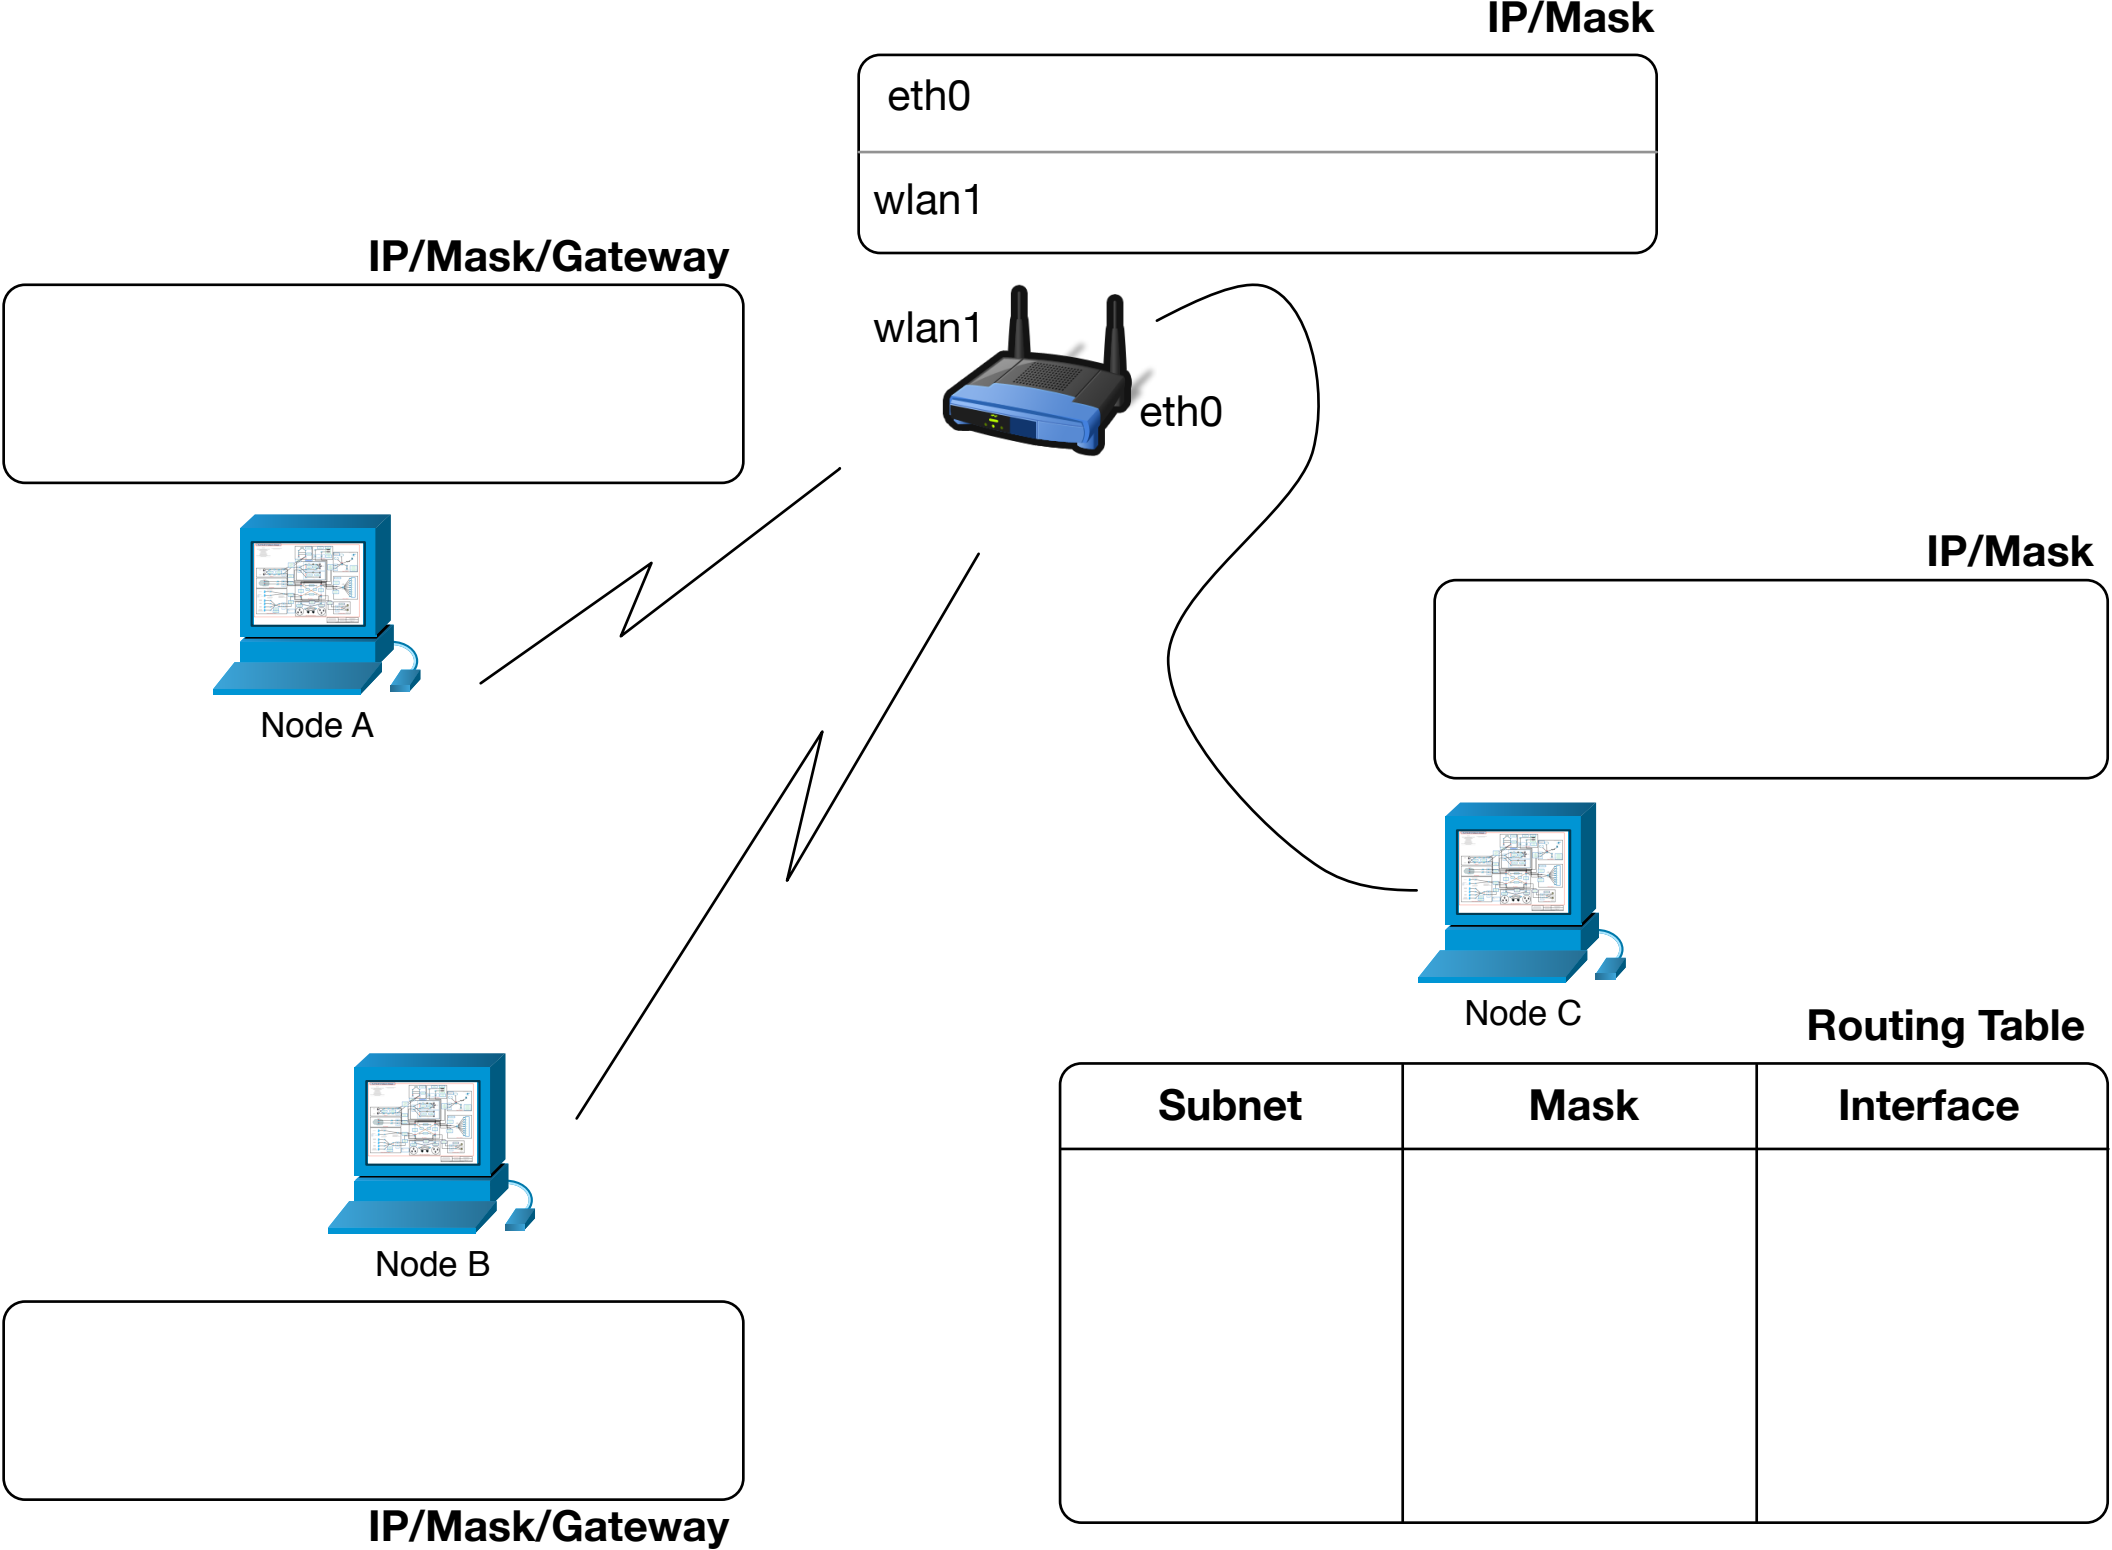 IP/Mask
eth0
wlan1
IP/Mask/Gateway
wlan1
eth0
IP/Mask
Node A
Node C
Routing Table
Subnet Mask Interface
Node B
IP/Mask/Gateway